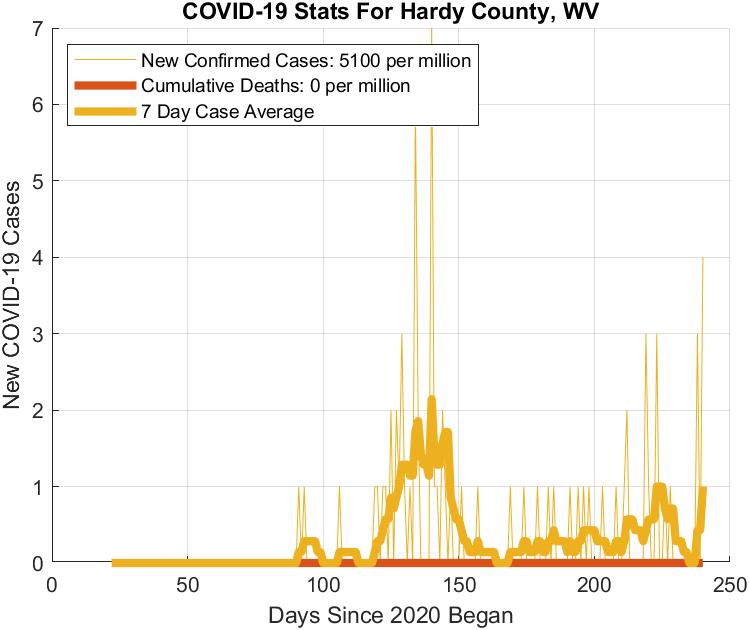 COVID-19 Stats For Hardy County, WV
7
New Confirmed Cases: 5100 per million
Cumulative Deaths: 0 per million
7 Day Case Average
6
5
4
3
2
1
0
New COVID-19 Cases
0 50 100 150 200 250
Days Since 2020 Began